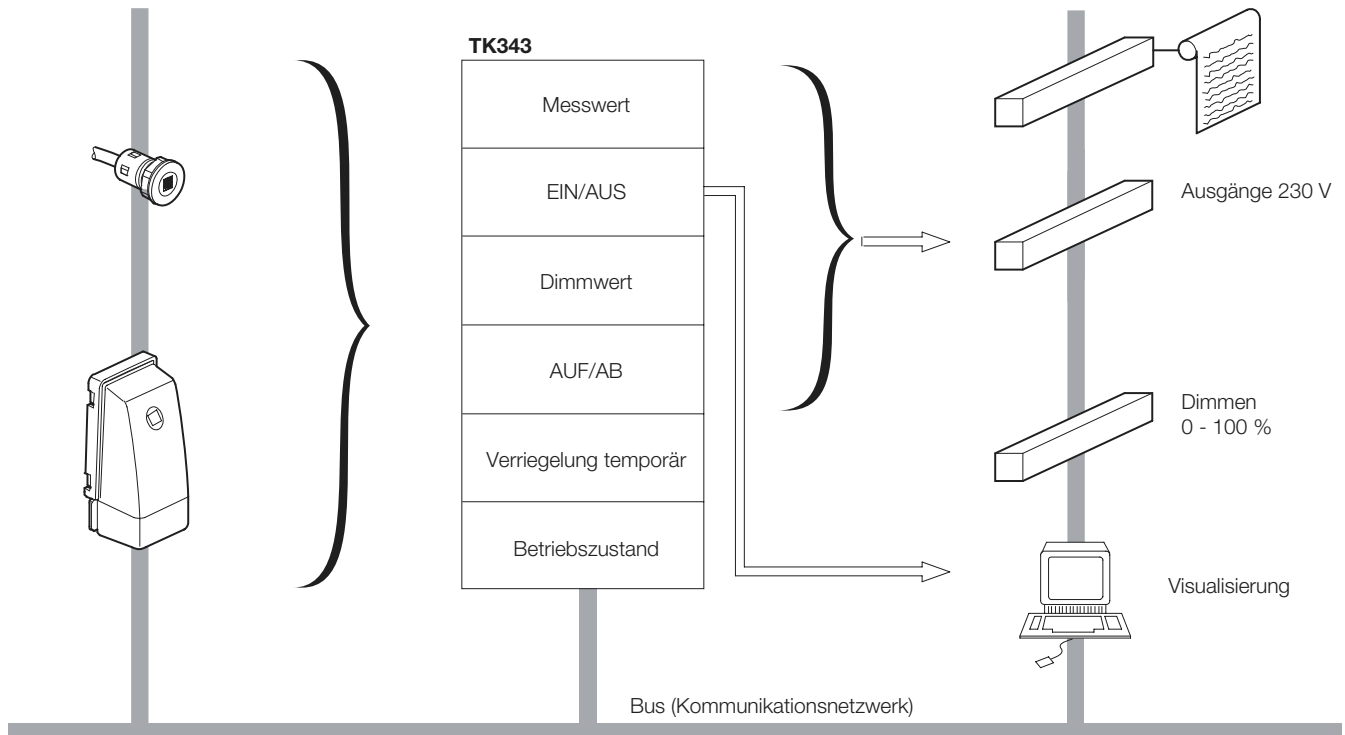 TK343
Messwert
EIN/AUS
Dimmwert
AUF/AB
Verriegelung temporär
Betriebszustand
Ausgänge 230 V
Dimmen
0 - 100 %
Visualisierung
Bus (Kommunikationsnetzwerk)